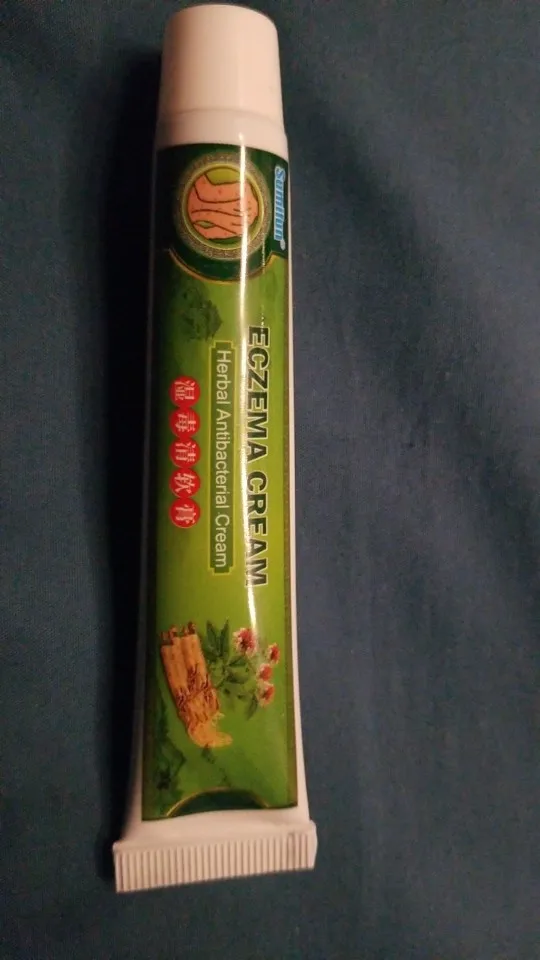 Sumifun®
ECZEMA CREAM
Herbal Antibacterial Cream
湿毒清软膏